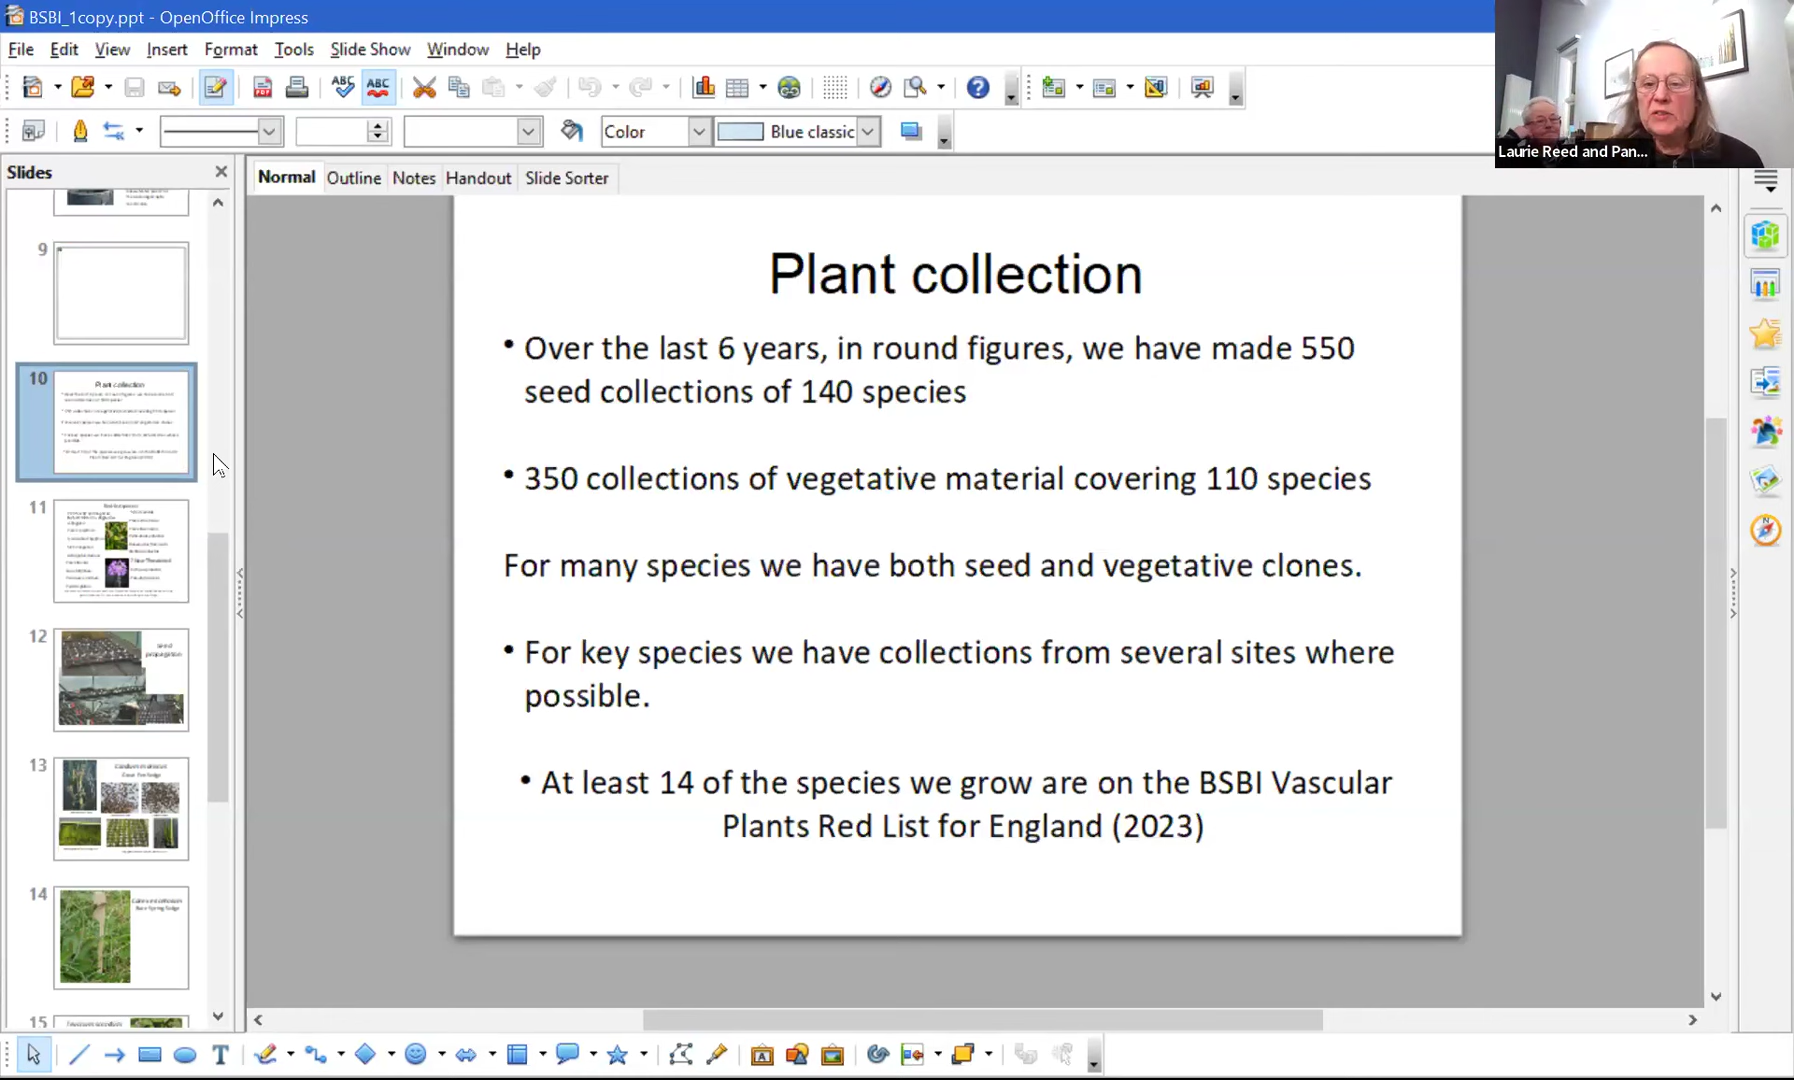 BSBI_1copy.ppt - OpenOffice Impress
File Edit View Insert Format Tools Slide Show Window Help
Color
Blue classic
Laurie Reed and Pan...
Slides
Normal Outline Notes Handout Slide Sorter
9
10
Plant collection
11
12
Seed propagation
13
14
15
Plant collection
• Over the last 6 years, in round figures, we have made 550
seed collections of 140 species
• 350 collections of vegetative material covering 110 species
For many species we have both seed and vegetative clones.
• For key species we have collections from several sites where
possible.
• At least 14 of the species we grow are on the BSBI Vascular
Plants Red List for England (2023)